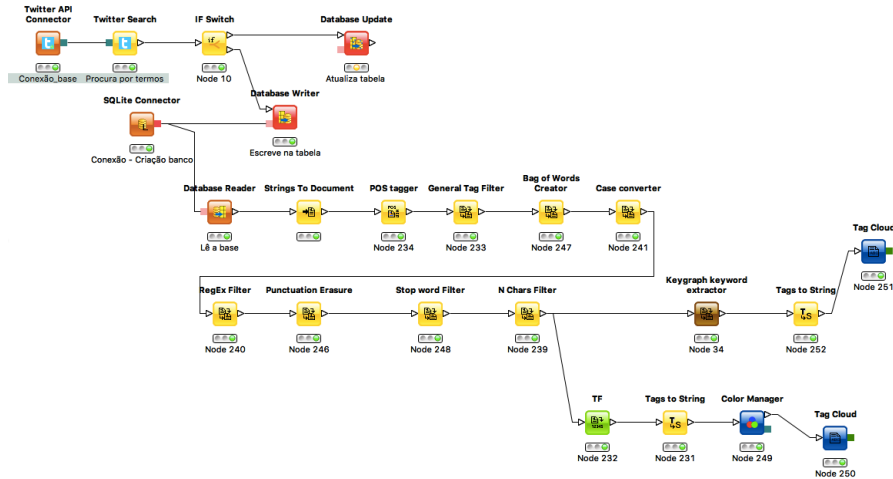 Twitter API
Connector
Twitter Search
IF Switch
Database Update
Conexão_base
Procura por termos
Node 10
Atualiza tabela
SQLite Connector
Database Writer
Conexão - Criação banco
Escreve na tabela
Database Reader
Strings To Document
POS tagger
General Tag Filter
Bag of Words
Creator
Case converter
Lê a base
Node 234
Node 233
Node 247
Node 241
Tag Cloud
Node 251
RegEx Filter
Punctuation Erasure
Stop word Filter
N Chars Filter
Keygraph keyword
extractor
Tags to String
Node 240
Node 246
Node 248
Node 239
Node 34
Node 252
TF
Tags to String
Color Manager
Tag Cloud
Node 232
Node 231
Node 249
Node 250